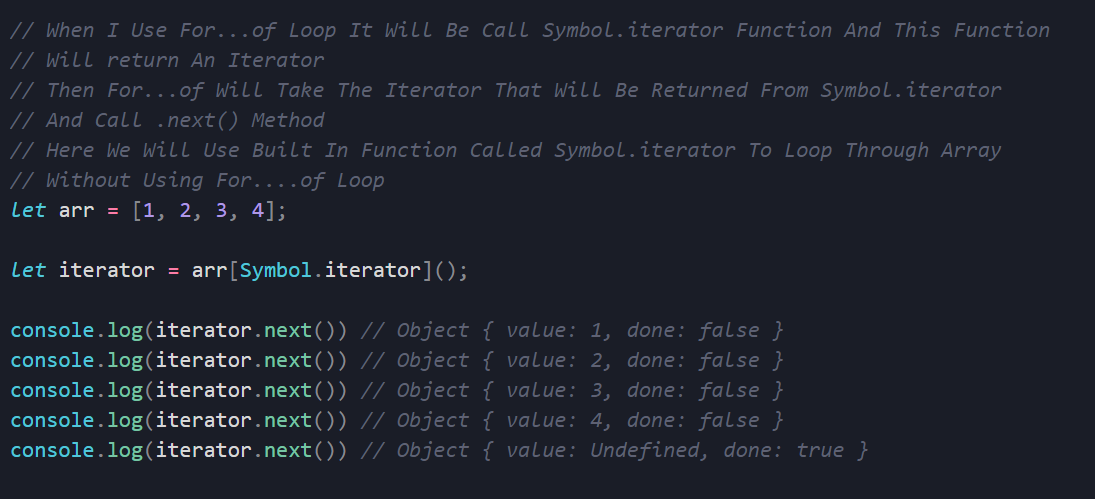 // When I Use For...of Loop It Will Be Call Symbol.iterator Function And This Function
// Will return An Iterator
// Then For...of Will Take The Iterator That Will Be Returned From Symbol.iterator
// And Call .next() Method
// Here We Will Use Built In Function Called Symbol.iterator To Loop Through Array
// Without Using For....of Loop
let arr = [1, 2, 3, 4];
let iterator = arr[Symbol.iterator]();
console.log(iterator.next()) // Object { value: 1, done: false }
console.log(iterator.next()) // Object { value: 2, done: false }
console.log(iterator.next()) // Object { value: 3, done: false }
console.log(iterator.next()) // Object { value: 4, done: false }
console.log(iterator.next()) // Object { value: Undefined, done: true }